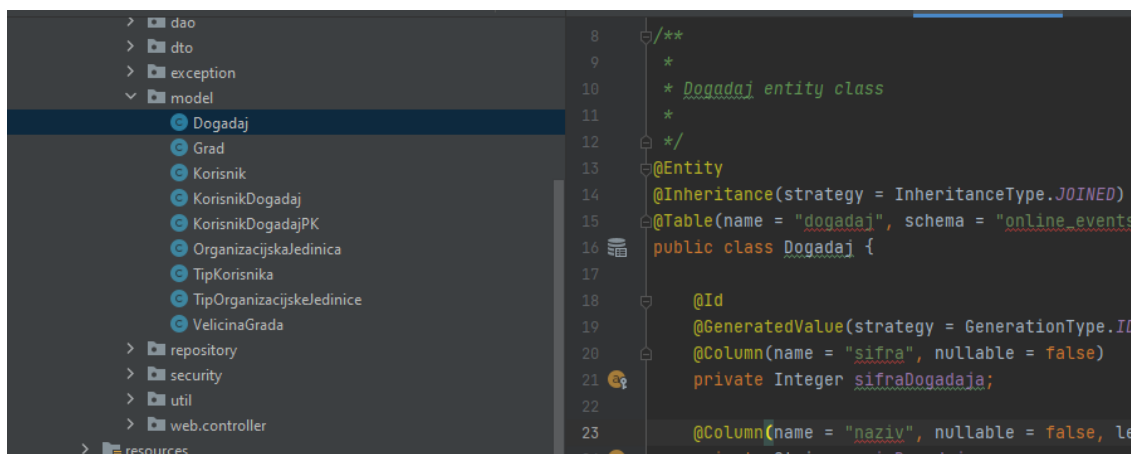 dao
dto
exception
model
Dogadaj
Grad
Korisnik
KorisnikDogadaj
KorisnikDogadajPK
OrganizacijskaJedinica
TipKorisnika
TipOrganizacijskeJedinice
VelicinaGrada
repository
security
util
web.controller
resources
8 /**
9 *
10 * Dogadaj entity class
11 *
12 */
13 @Entity
14 @Inheritance(strategy = InheritanceType.JOINED)
15 @Table(name = "dogadaj", schema = "online_events
16 public class Dogadaj {
17
18 @Id
19 @GeneratedValue(strategy = GenerationType.ID
20 @Column(name = "sifra", nullable = false)
21 private Integer sifraDogadaja;
22
23 @Column(name = "naziv", nullable = false, le